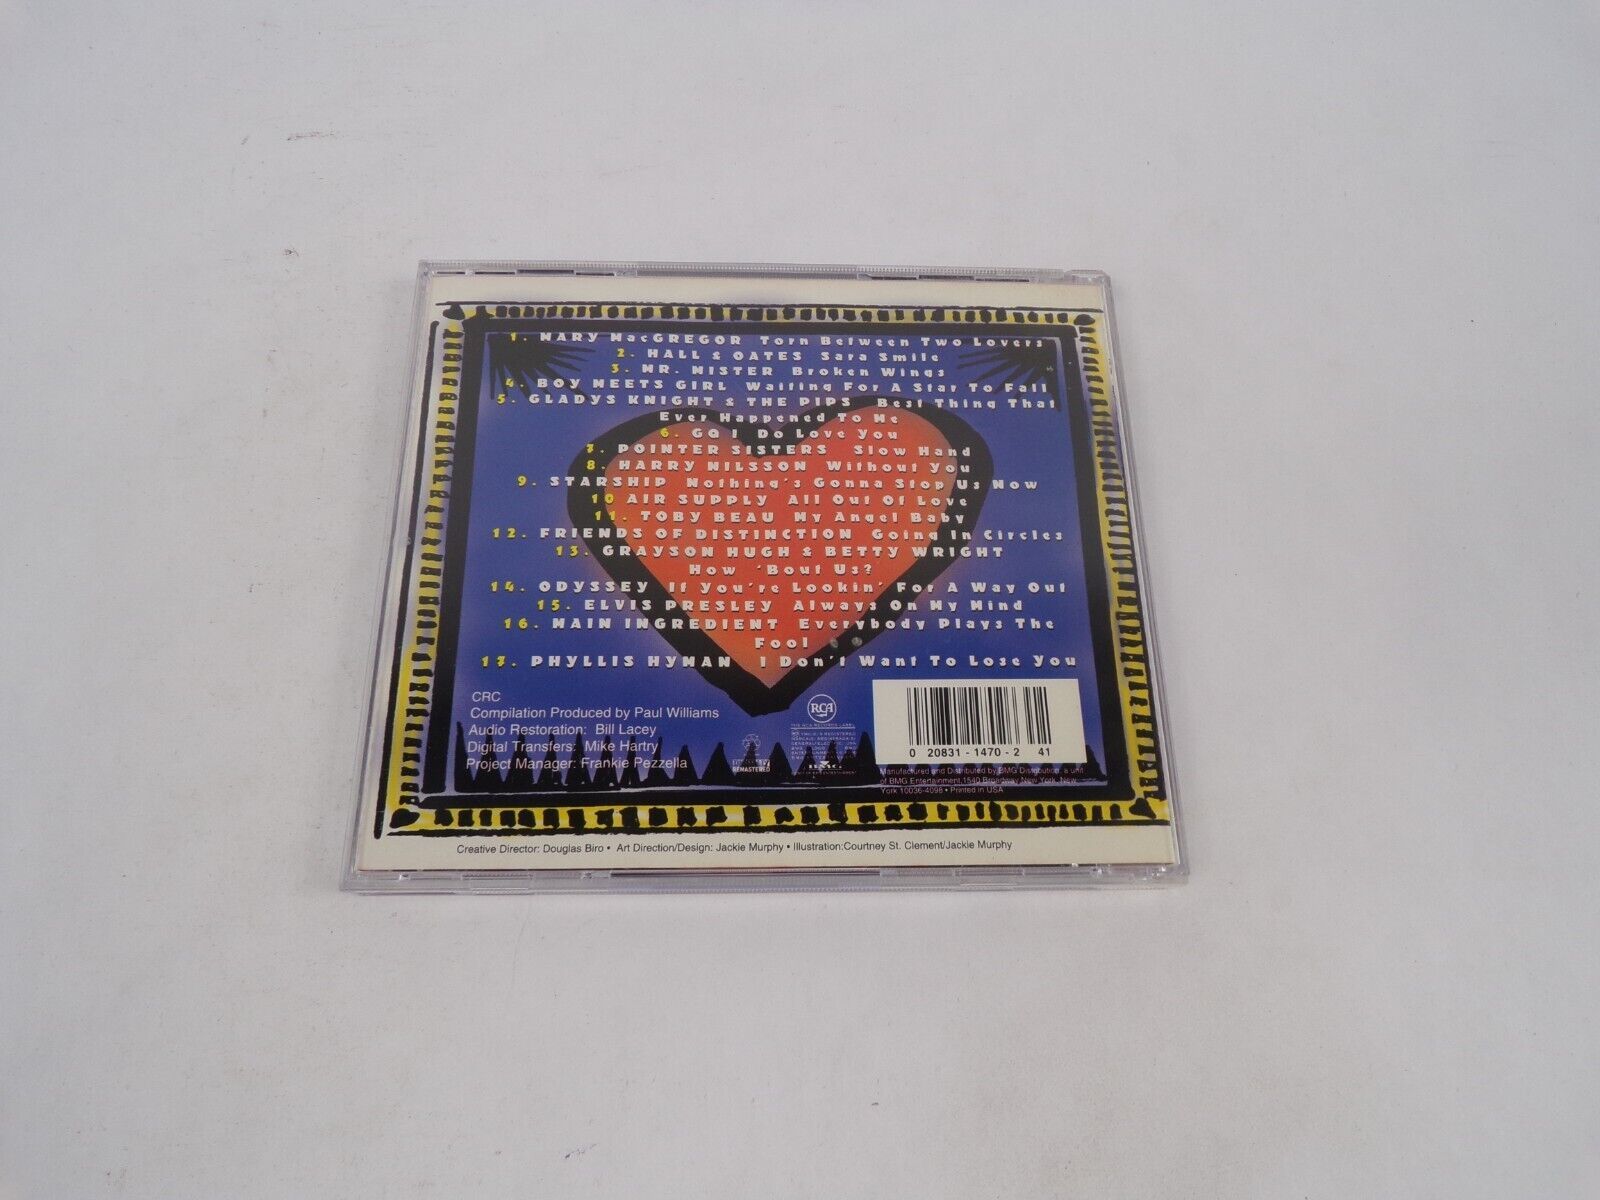 1. MARY MacGREGOR Torn Between Two Lovers
2. HALL & OATES Sara Smile
3. MR. MISTER Broken Wings
4. BOY MEETS GIRL Waiting For A Star To Fall
5. GLADYS KNIGHT & THE PIPS Best Thing That
Ever Happened To Me
6. GQ I Do Love You
7. POINTER SISTERS Slow Hand
8. HARRY NILSSON Without You
9. STARSHIP Nothing's Gonna Stop Us Now
10 AIR SUPPLY All Out Of Love
11. TOBY BEAU My Angel Baby
12. FRIENDS OF DISTINCTION Going In Circles
13. GRAYSON HUGH & BETTY WRIGHT
How 'Bout Us?
14. ODYSSEY If You're Lookin' For A Way Out
15. ELVIS PRESLEY Always On My Mind
16. MAIN INGREDIENT Everybody Plays The
Fool
17. PHYLLIS HYMAN I Don't Want To Lose You
CRC
Compilation Produced by Paul Williams
Audio Restoration: Bill Lacey
Digital Transfers: Mike Hartry
Project Manager: Frankie Pezzella
REMASTERED
RCA
THE RCA RECORDS LABEL
BMG
0 20831-1470-2 41
Manufactured and Distributed by BMG Distribution, a unit
of BMG Entertainment, 1540 Broadway New York, New
York 10036-4098 • Printed in USA
Creative Director: Douglas Biro • Art Direction/Design: Jackie Murphy • Illustration:Courtney St. Clement/Jackie Murphy